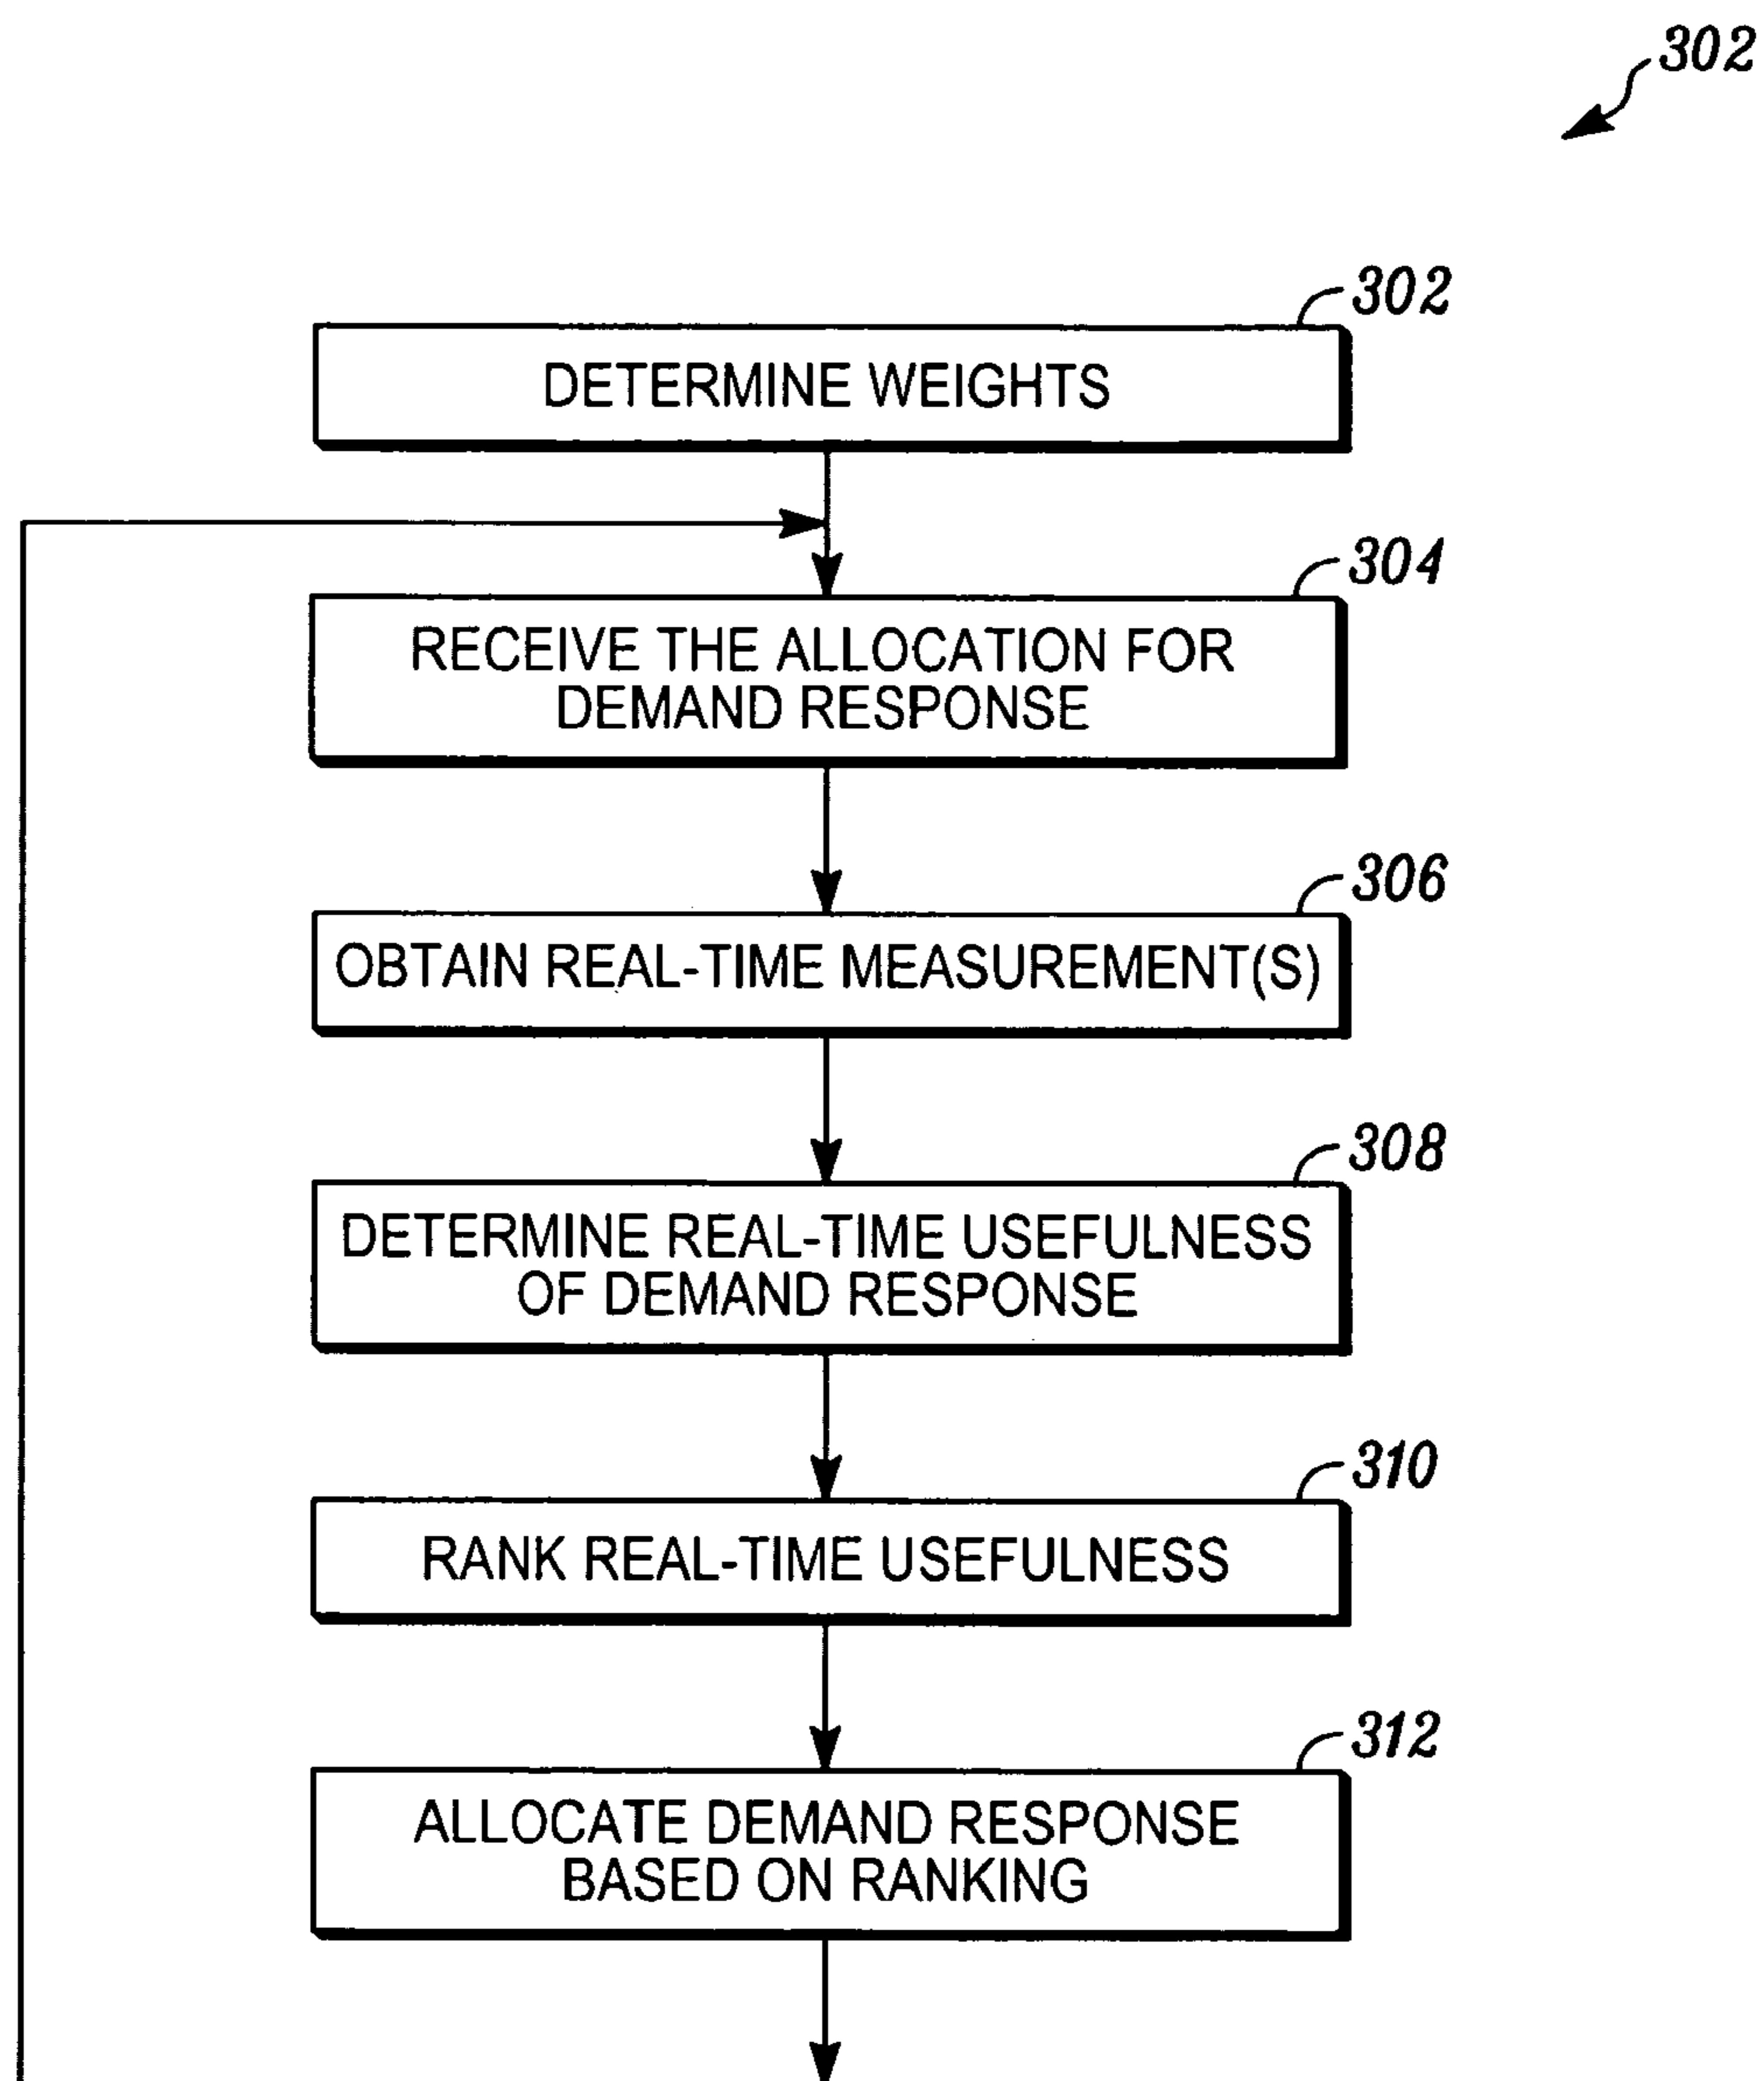 302
302
DETERMINE WEIGHTS
304
RECEIVE THE ALLOCATION FOR
DEMAND RESPONSE
306
OBTAIN REAL-TIME MEASUREMENT(S)
308
DETERMINE REAL-TIME USEFULNESS
OF DEMAND RESPONSE
310
RANK REAL-TIME USEFULNESS
312
ALLOCATE DEMAND RESPONSE
BASED ON RANKING